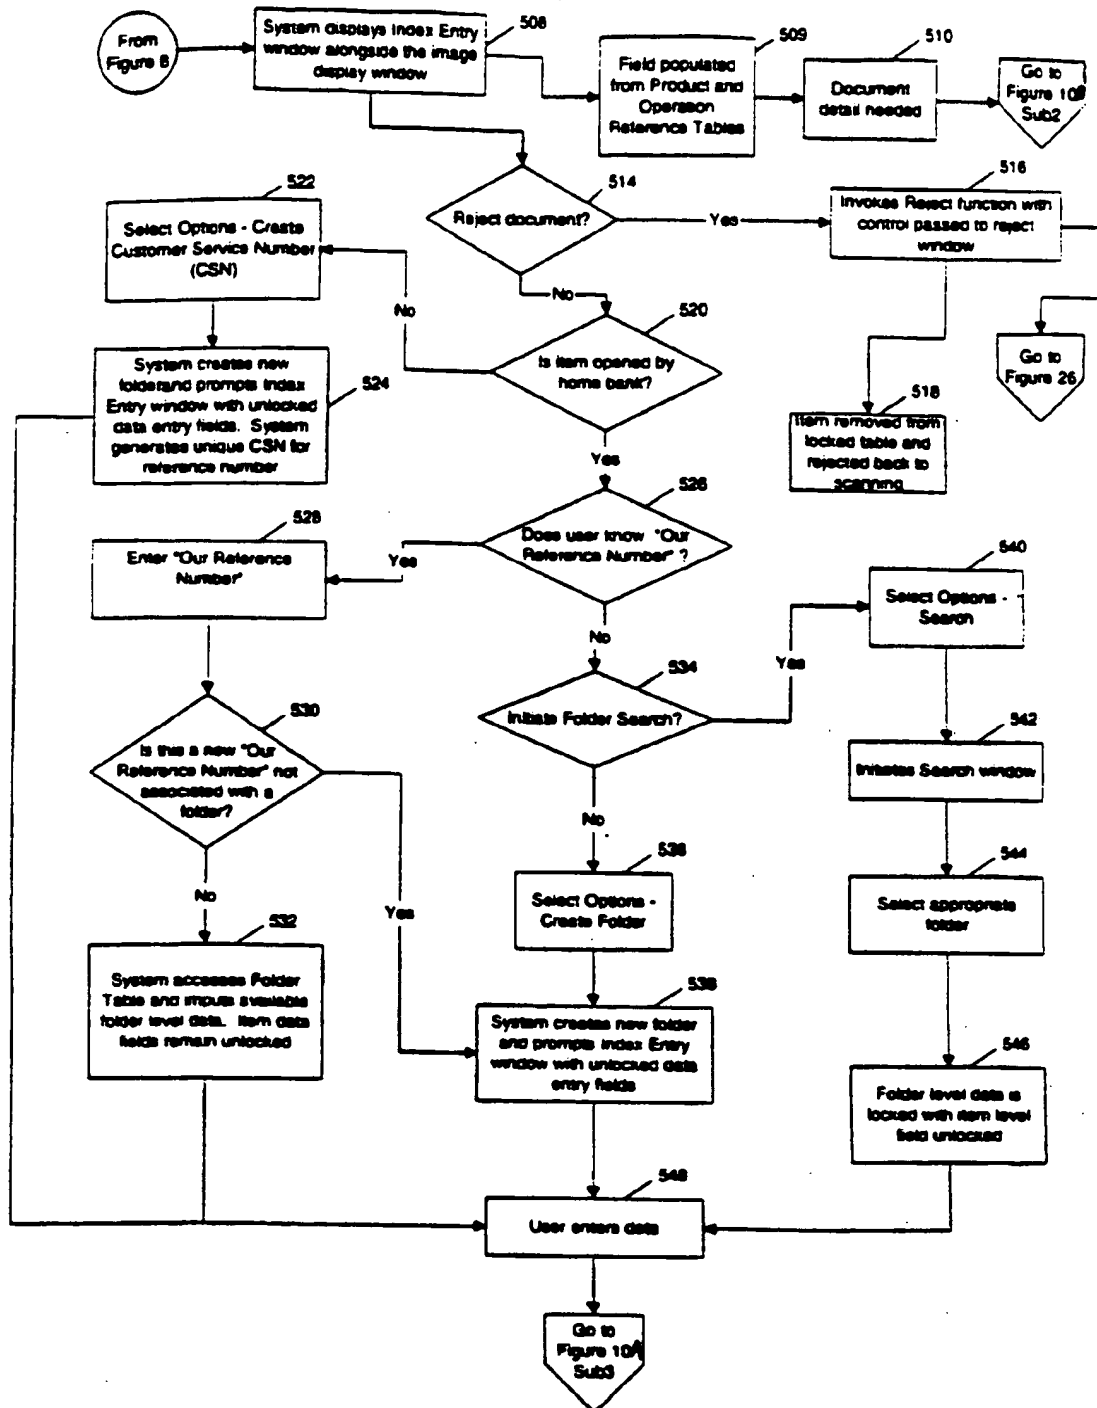 From
Figure 8
System displays Index Entry
window alongside the image
display window
508
Field populated
from Product and
Operation
Reference Tables
509
Document
detail needed
510
Go to
Figure 10
Sub2
Reject document?
514
Yes
Invokes Reject function with
control passed to reject
window
516
No
522
Select Options - Create
Customer Service Number
(CSN)
No
520
Is item opened by
home bank?
Go to
Figure 26
System creates new
folderand prompts Index
Entry window with unlocked
data entry fields. System
generates unique CSN for
reference number
524
518
Item removed from
locked table and
rejected back to
scanning
Yes
526
Does user know "Our
Reference Number" ?
528
Enter "Our Reference
Number"
Yes
540
Select Options -
Search
No
Yes
534
Initiate Folder Search?
530
Is this a new "Our
Reference Number" not
associated with a
folder?
542
Initiates Search window
No
544
Select appropriate
folder
No
Yes
Select Options -
Create Folder
532
System accesses Folder
Table and inputs available
folder level data. Item data
fields remain unlocked
System creates new folder
and prompts Index Entry
window with unlocked data
entry fields
546
Folder level data is
locked with item level
field unlocked
548
User enters data
Go to
Figure 10A
Sub3